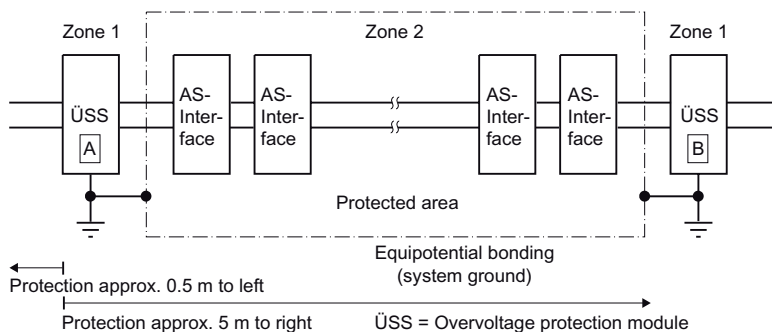 Zone 1
Zone 2
Zone 1
ÜSS
A
AS-
Inter-
face
AS-
Inter-
face
AS-
Inter-
face
AS-
Inter-
face
ÜSS
B
Protected area
Equipotential bonding
(system ground)
Protection approx. 0.5 m to left
Protection approx. 5 m to right
ÜSS = Overvoltage protection module